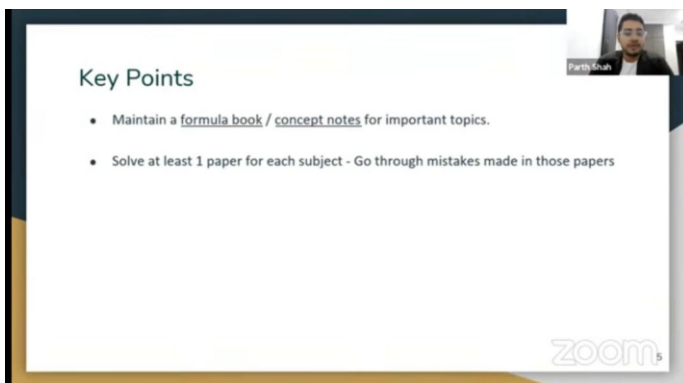 Parth Shah
Key Points
Maintain a formula book / concept notes for important topics.
Solve at least 1 paper for each subject - Go through mistakes made in those papers
zoom
5